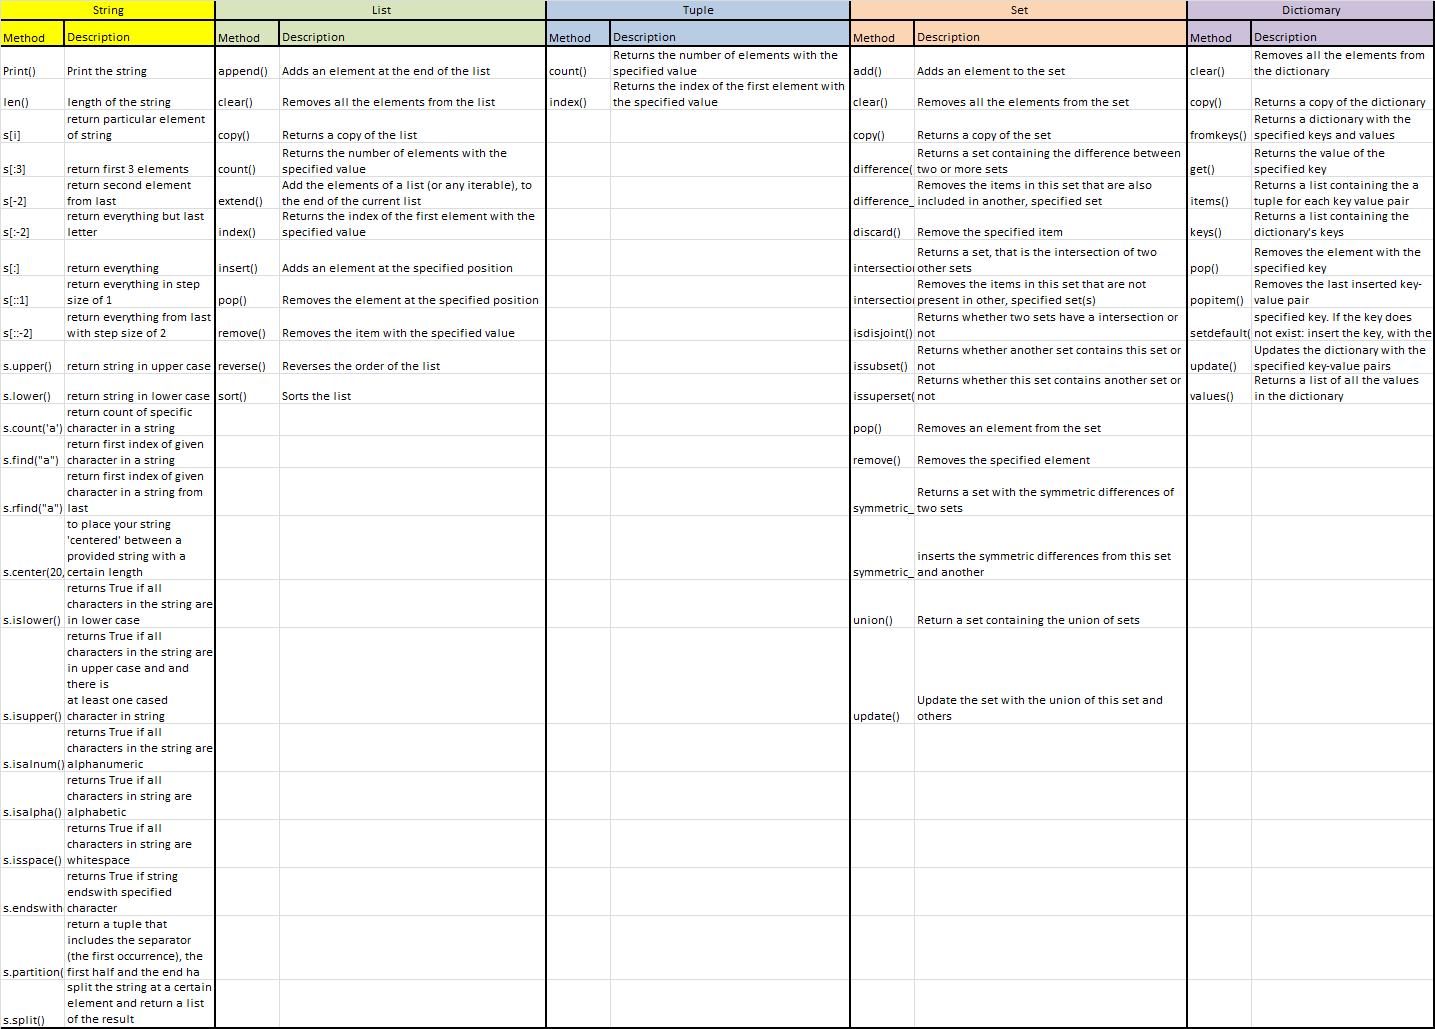 String
Method Description
Print() Print the string
len() length of the string
s[i] return particular element
of string
s[:3] return first 3 elements
s[-2] return second element
from last
s[:-2] return everything but last
letter
s[:] return everything
s[::1] return everything in step
size of 1
s[::-2] return everything from last
with step size of 2
s.upper() return string in upper case
s.lower() return string in lower case
s.count('a') return count of specific
character in a string
s.find("a") return first index of given
character in a string
s.rfind("a") return first index of given
character in a string from
last
s.center(20, to place your string
'centered' between a
provided string with a
certain length
s.islower() returns True if all
characters in the string are
in lower case
s.isupper() returns True if all
characters in the string are
in upper case and and
there is
at least one cased
character in string
s.isalnum() returns True if all
characters in the string are
alphanumeric
s.isalpha() returns True if all
characters in string are
alphabetic
s.isspace() returns True if all
characters in string are
whitespace
s.endswith returns True if string
endswith specified
character
s.partition( return a tuple that
includes the separator
(the first occurrence), the
first half and the end ha
s.split() split the string at a certain
element and return a list
of the result
List
Method Description
append() Adds an element at the end of the list
clear() Removes all the elements from the list
copy() Returns a copy of the list
count() Returns the number of elements with the
specified value
extend() Add the elements of a list (or any iterable), to
the end of the current list
index() Returns the index of the first element with the
specified value
insert() Adds an element at the specified position
pop() Removes the element at the specified position
remove() Removes the item with the specified value
reverse() Reverses the order of the list
sort() Sorts the list
Tuple
Method Description
count() Returns the number of elements with the
specified value
index() Returns the index of the first element with
the specified value
Set
Method Description
add() Adds an element to the set
clear() Removes all the elements from the set
copy() Returns a copy of the set
difference( Returns a set containing the difference between
two or more sets
difference_ Removes the items in this set that are also
included in another, specified set
discard() Remove the specified item
intersection Returns a set, that is the intersection of two
other sets
intersection Removes the items in this set that are not
present in other, specified set(s)
isdisjoint() Returns whether two sets have a intersection or
not
issubset() Returns whether another set contains this set or
not
issuperset( Returns whether this set contains another set or
not
pop() Removes an element from the set
remove() Removes the specified element
symmetric_ Returns a set with the symmetric differences of
two sets
symmetric_ inserts the symmetric differences from this set
and another
union() Return a set containing the union of sets
update() Update the set with the union of this set and
others
Dictiomary
Method Description
clear() Removes all the elements from
the dictionary
copy() Returns a copy of the dictionary
fromkeys() Returns a dictionary with the
specified keys and values
get() Returns the value of the
specified key
items() Returns a list containing the a
tuple for each key value pair
keys() Returns a list containing the
dictionary's keys
pop() Removes the element with the
specified key
popitem() Removes the last inserted key-
value pair
setdefault( specified key. If the key does
not exist: insert the key, with the
update() Updates the dictionary with the
specified key-value pairs
values() Returns a list of all the values
in the dictionary